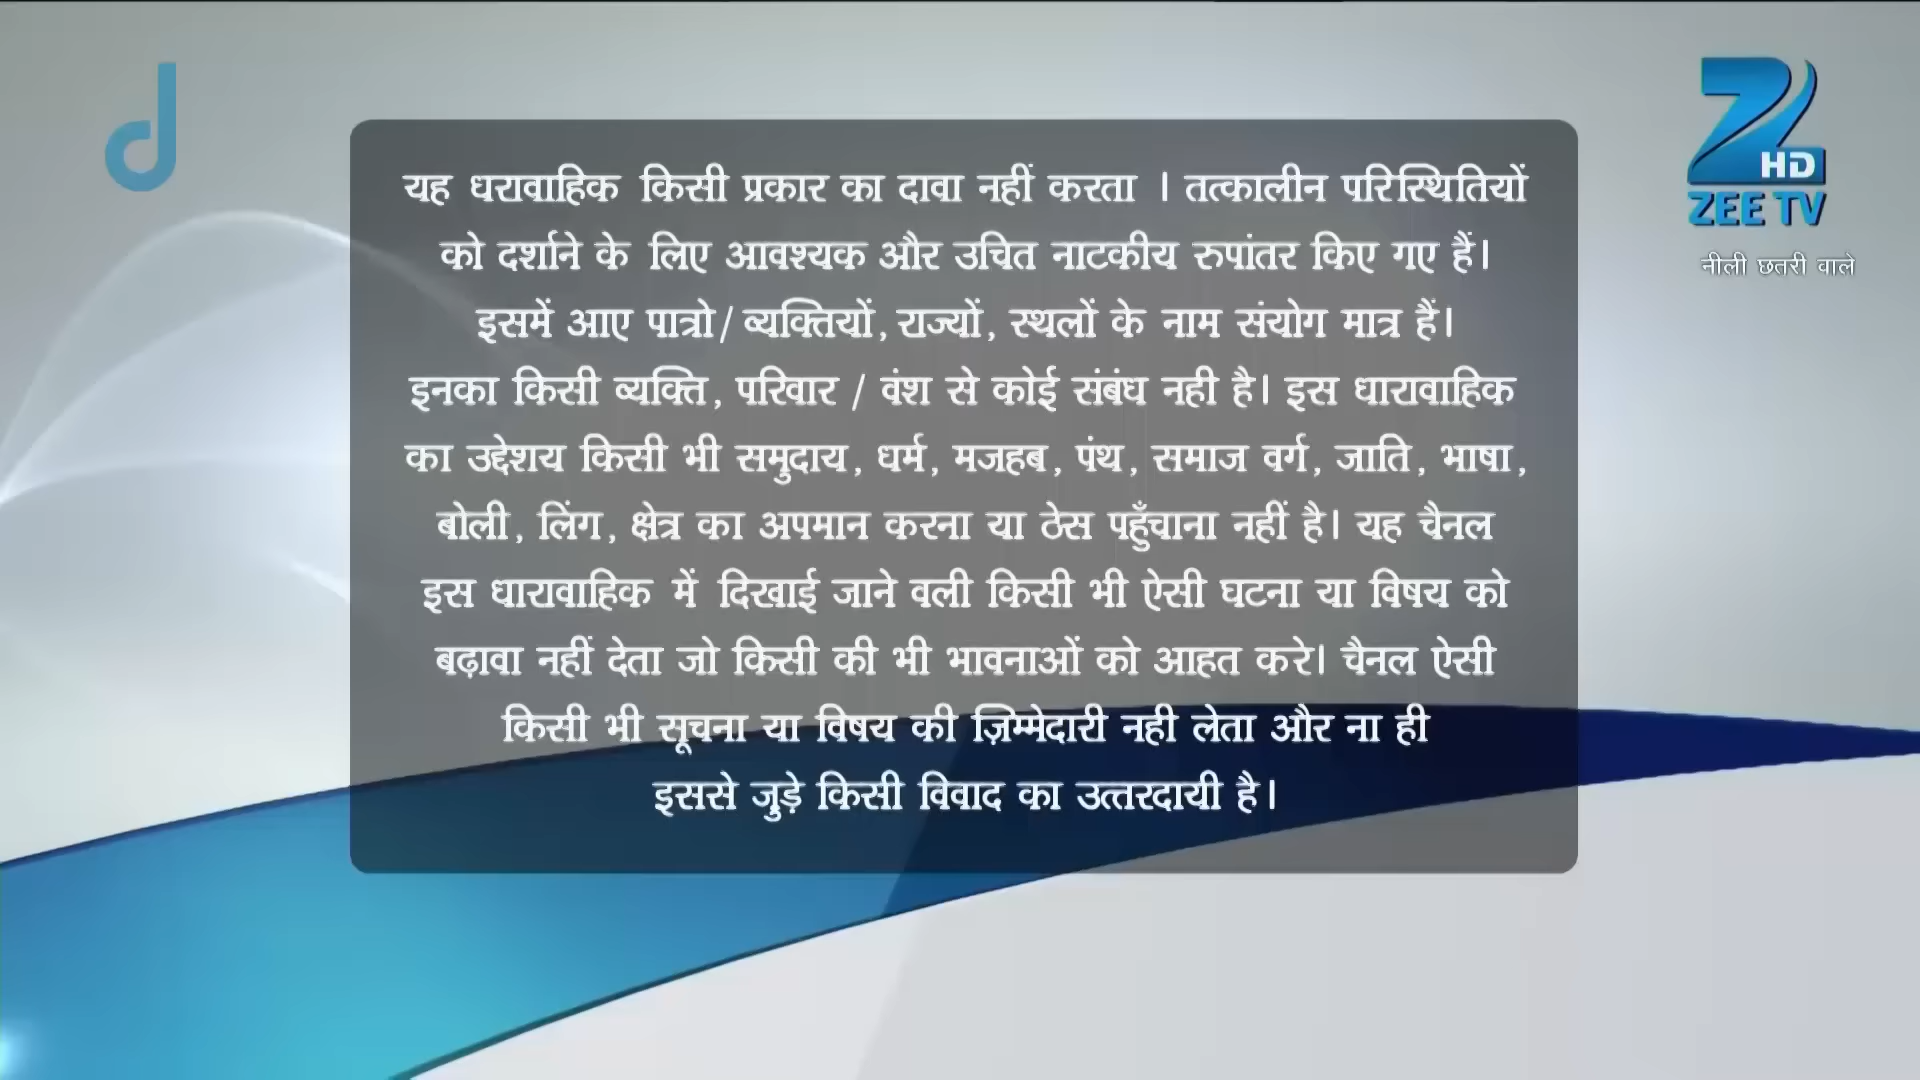 यह धरावाहिक किसी प्रकार का दावा नहीं करता । तत्कालीन परिस्थितियों
को दर्शाने के लिए आवश्यक और उचित नाटकीय रुपांतर किए गए हैं।
इसमें आए पात्रो/ व्यक्तियों, राज्यों, स्थलों के नाम संयोग मात्र हैं।
इनका किसी व्यक्ति, परिवार / वंश से कोई संबंध नही है। इस धारावाहिक
का उद्देशय किसी भी समुदाय, धर्म, मजहब, पंथ, समाज वर्ग, जाति, भाषा,
बोली, लिंग, क्षेत्र का अपमान करना या ठेस पहुँचाना नहीं है। यह चैनल
इस धारावाहिक में दिखाई जाने वली किसी भी ऐसी घटना या विषय को
बढ़ावा नहीं देता जो किसी की भी भावनाओं को आहत करे। चैनल ऐसी
किसी भी सूचना या विषय की ज़िम्मेदारी नही लेता और ना ही
इससे जुड़े किसी विवाद का उत्तरदायी है।
HD
ZEE TV
नीली छतरी वाले